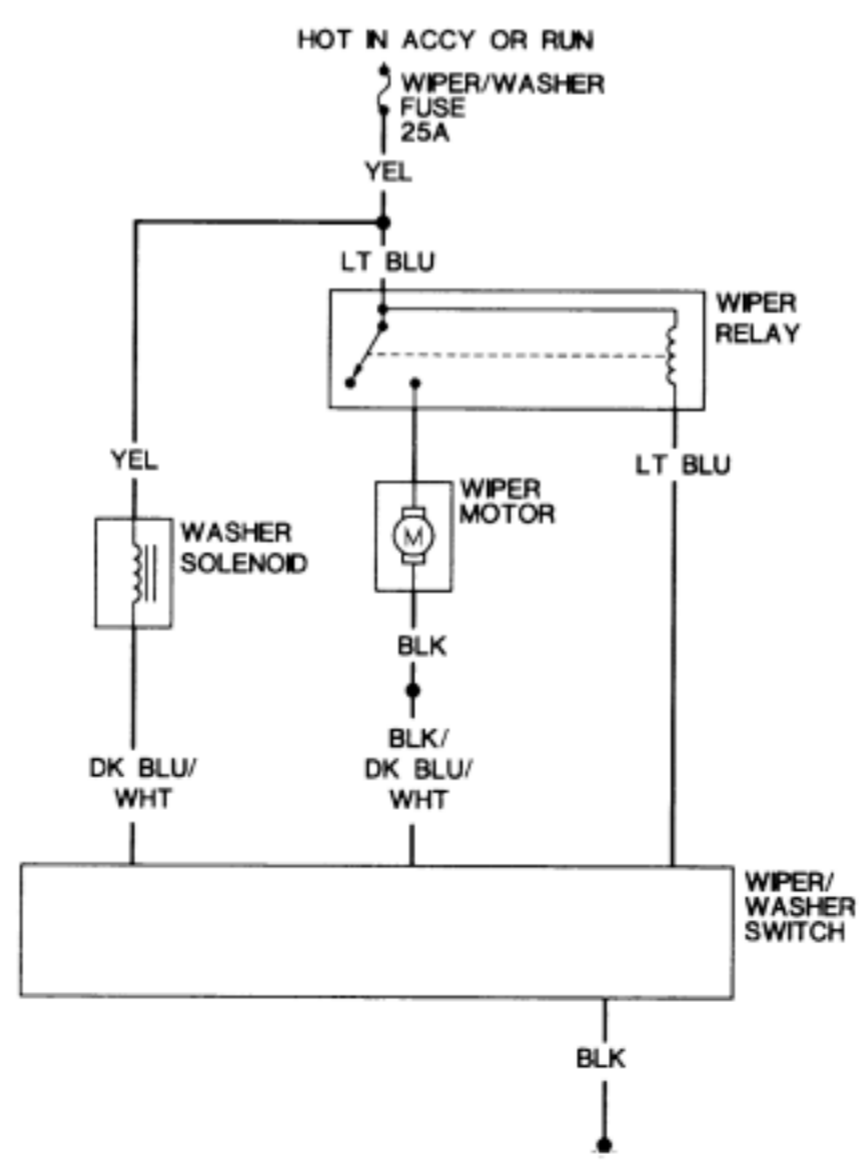 HOT IN ACCY OR RUN
WIPER/WASHER
FUSE
25A
YEL
LT BLU
WIPER
RELAY
YEL
LT BLU
WIPER
MOTOR
M
WASHER
SOLENOID
BLK
BLK/
DK BLU/
WHT
DK BLU/
WHT
WIPER/
WASHER
SWITCH
BLK